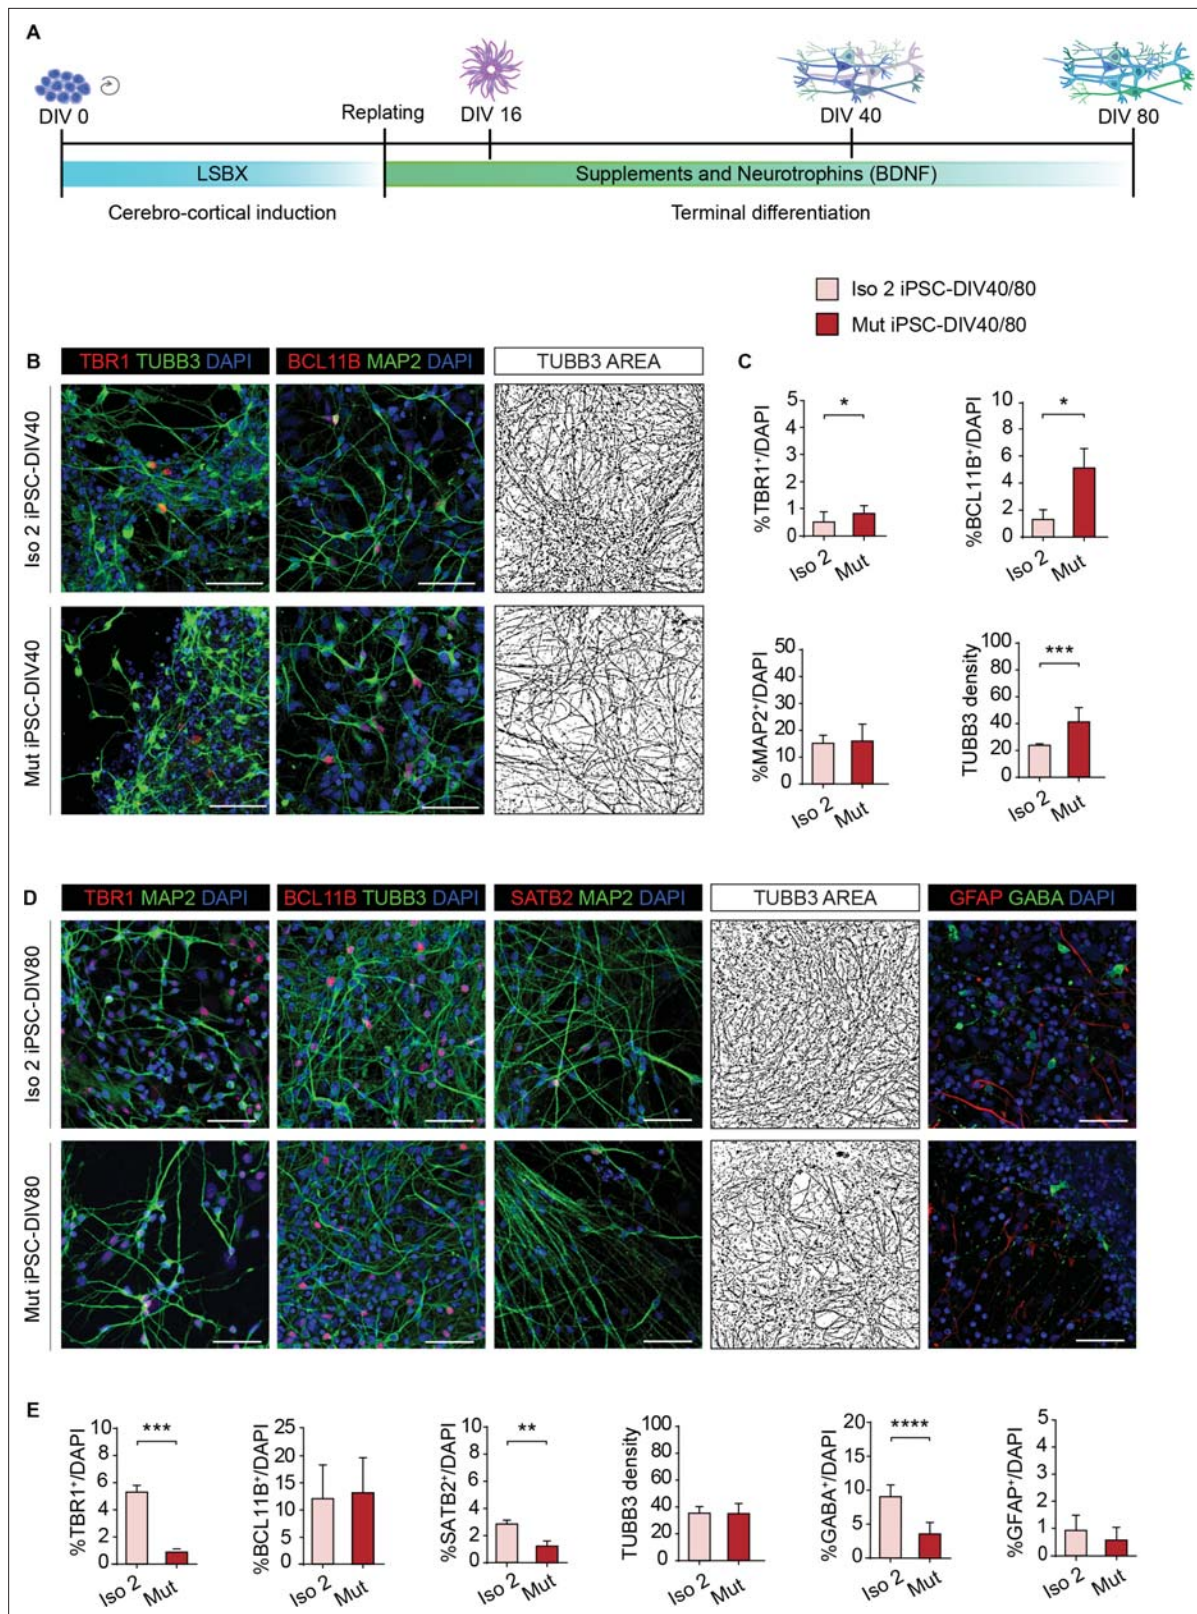 A
DIV 0
Replating
DIV 16
DIV 40
DIV 80
LSBX
Supplements and Neurotrophins (BDNF)
Cerebro-cortical induction
Terminal differentiation
Iso 2 iPSC-DIV40/80
Mut iPSC-DIV40/80
B
TBR1 TUBB3 DAPI
BCL11B MAP2 DAPI
TUBB3 AREA
Iso 2 iPSC-DIV40
Mut iPSC-DIV40
C
%TBR1+/DAPI
5
4
3
2
1
0
*
Iso 2
Mut
%BCL11B+/DAPI
10
8
6
4
2
0
*
Iso 2
Mut
%MAP2+/DAPI
50
40
30
20
10
0
Iso 2
Mut
TUBB3 density
100
80
60
40
20
0
***
Iso 2
Mut
D
TBR1 MAP2 DAPI
BCL11B TUBB3 DAPI
SATB2 MAP2 DAPI
TUBB3 AREA
GFAP GABA DAPI
Iso 2 iPSC-DIV80
Mut iPSC-DIV80
E
%TBR1+/DAPI
10
8
6
4
2
0
***
Iso 2
Mut
%BCL11B+/DAPI
25
20
15
10
5
0
Iso 2
Mut
%SATB2+/DAPI
10
8
6
4
2
0
**
Iso 2
Mut
TUBB3 density
100
80
60
40
20
0
Iso 2
Mut
%GABA+/DAPI
20
15
10
5
0
****
Iso 2
Mut
%GFAP+/DAPI
5
4
3
2
1
0
Iso 2
Mut